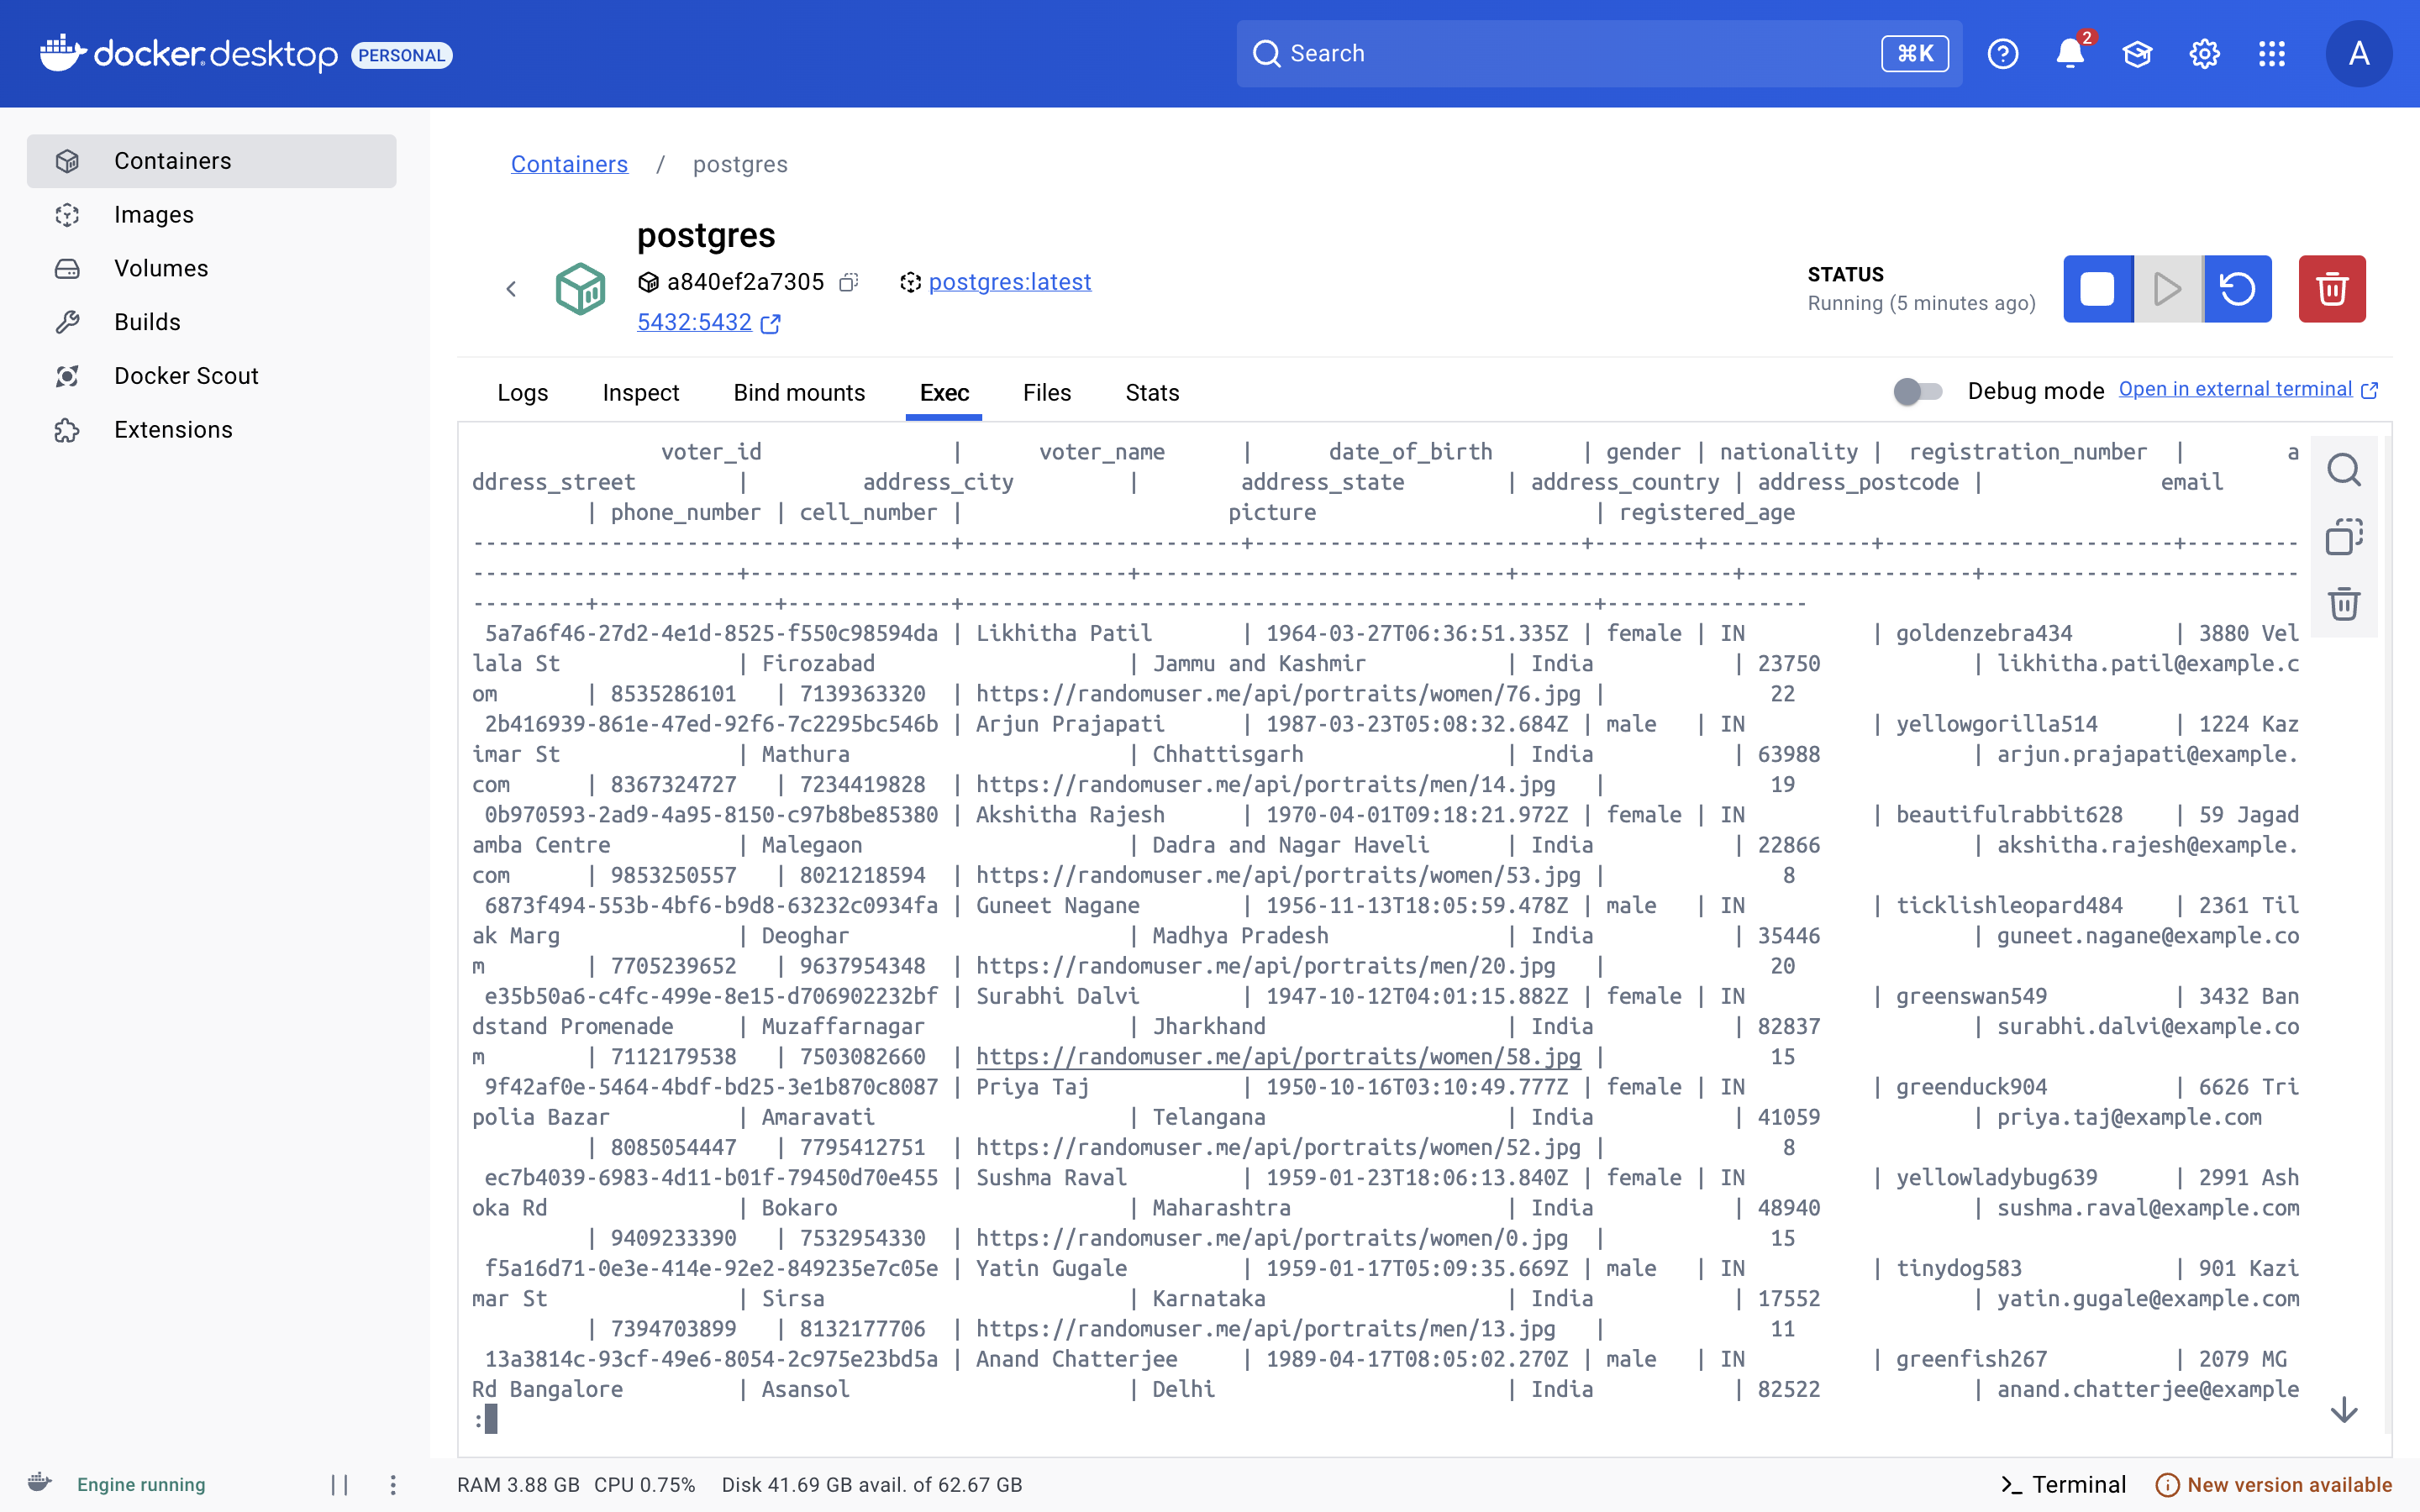 docker desktop PERSONAL
Search
⌘K
2
A
Containers
Images
Volumes
Builds
Docker Scout
Extensions
Containers / postgres
postgres
a840ef2a7305 postgres:latest
5432:5432
STATUS
Running (5 minutes ago)
Logs Inspect Bind mounts Exec Files Stats
Debug mode Open in external terminal
voter_id | voter_name | date_of_birth | gender | nationality | registration_number | a
ddress_street | address_city | address_state | address_country | address_postcode | email
| phone_number | cell_number | picture | registered_age
--------------------------------------+----------------------+--------------------------+--------+-------------+-----------------------+---------
---------------------+------------------------------+-----------------------------+-----------------+------------------+-------------------------
---------+--------------+-------------+--------------------------------------------------+----------------
5a7a6f46-27d2-4e1d-8525-f550c98594da | Likhitha Patil | 1964-03-27T06:36:51.335Z | female | IN | goldenzebra434 | 3880 Vel
lala St | Firozabad | Jammu and Kashmir | India | 23750 | likhitha.patil@example.c
om | 8535286101 | 7139363320 | https://randomuser.me/api/portraits/women/76.jpg | 22
2b416939-861e-47ed-92f6-7c2295bc546b | Arjun Prajapati | 1987-03-23T05:08:32.684Z | male | IN | yellowgorilla514 | 1224 Kaz
imar St | Mathura | Chhattisgarh | India | 63988 | arjun.prajapati@example.
com | 8367324727 | 7234419828 | https://randomuser.me/api/portraits/men/14.jpg | 19
0b970593-2ad9-4a95-8150-c97b8be85380 | Akshitha Rajesh | 1970-04-01T09:18:21.972Z | female | IN | beautifulrabbit628 | 59 Jagad
amba Centre | Malegaon | Dadra and Nagar Haveli | India | 22866 | akshitha.rajesh@example.
com | 9853250557 | 8021218594 | https://randomuser.me/api/portraits/women/53.jpg | 8
6873f494-553b-4bf6-b9d8-63232c0934fa | Guneet Nagane | 1956-11-13T18:05:59.478Z | male | IN | ticklishleopard484 | 2361 Til
ak Marg | Deoghar | Madhya Pradesh | India | 35446 | guneet.nagane@example.co
m | 7705239652 | 9637954348 | https://randomuser.me/api/portraits/men/20.jpg | 20
e35b50a6-c4fc-499e-8e15-d706902232bf | Surabhi Dalvi | 1947-10-12T04:01:15.882Z | female | IN | greenswan549 | 3432 Ban
dstand Promenade | Muzaffarnagar | Jharkhand | India | 82837 | surabhi.dalvi@example.co
m | 7112179538 | 7503082660 | https://randomuser.me/api/portraits/women/58.jpg | 15
9f42af0e-5464-4bdf-bd25-3e1b870c8087 | Priya Taj | 1950-10-16T03:10:49.777Z | female | IN | greenduck904 | 6626 Tri
polia Bazar | Amaravati | Telangana | India | 41059 | priya.taj@example.com
| 8085054447 | 7795412751 | https://randomuser.me/api/portraits/women/52.jpg | 8
ec7b4039-6983-4d11-b01f-79450d70e455 | Sushma Raval | 1959-01-23T18:06:13.840Z | female | IN | yellowladybug639 | 2991 Ash
oka Rd | Bokaro | Maharashtra | India | 48940 | sushma.raval@example.com
| 9409233390 | 7532954330 | https://randomuser.me/api/portraits/women/0.jpg | 15
f5a16d71-0e3e-414e-92e2-849235e7c05e | Yatin Gugale | 1959-01-17T05:09:35.669Z | male | IN | tinydog583 | 901 Kazi
mar St | Sirsa | Karnataka | India | 17552 | yatin.gugale@example.com
| 7394703899 | 8132177706 | https://randomuser.me/api/portraits/men/13.jpg | 11
13a3814c-93cf-49e6-8054-2c975e23bd5a | Anand Chatterjee | 1989-04-17T08:05:02.270Z | male | IN | greenfish267 | 2079 MG
Rd Bangalore | Asansol | Delhi | India | 82522 | anand.chatterjee@example
:
Engine running
RAM 3.88 GB CPU 0.75% Disk 41.69 GB avail. of 62.67 GB
Terminal
New version available